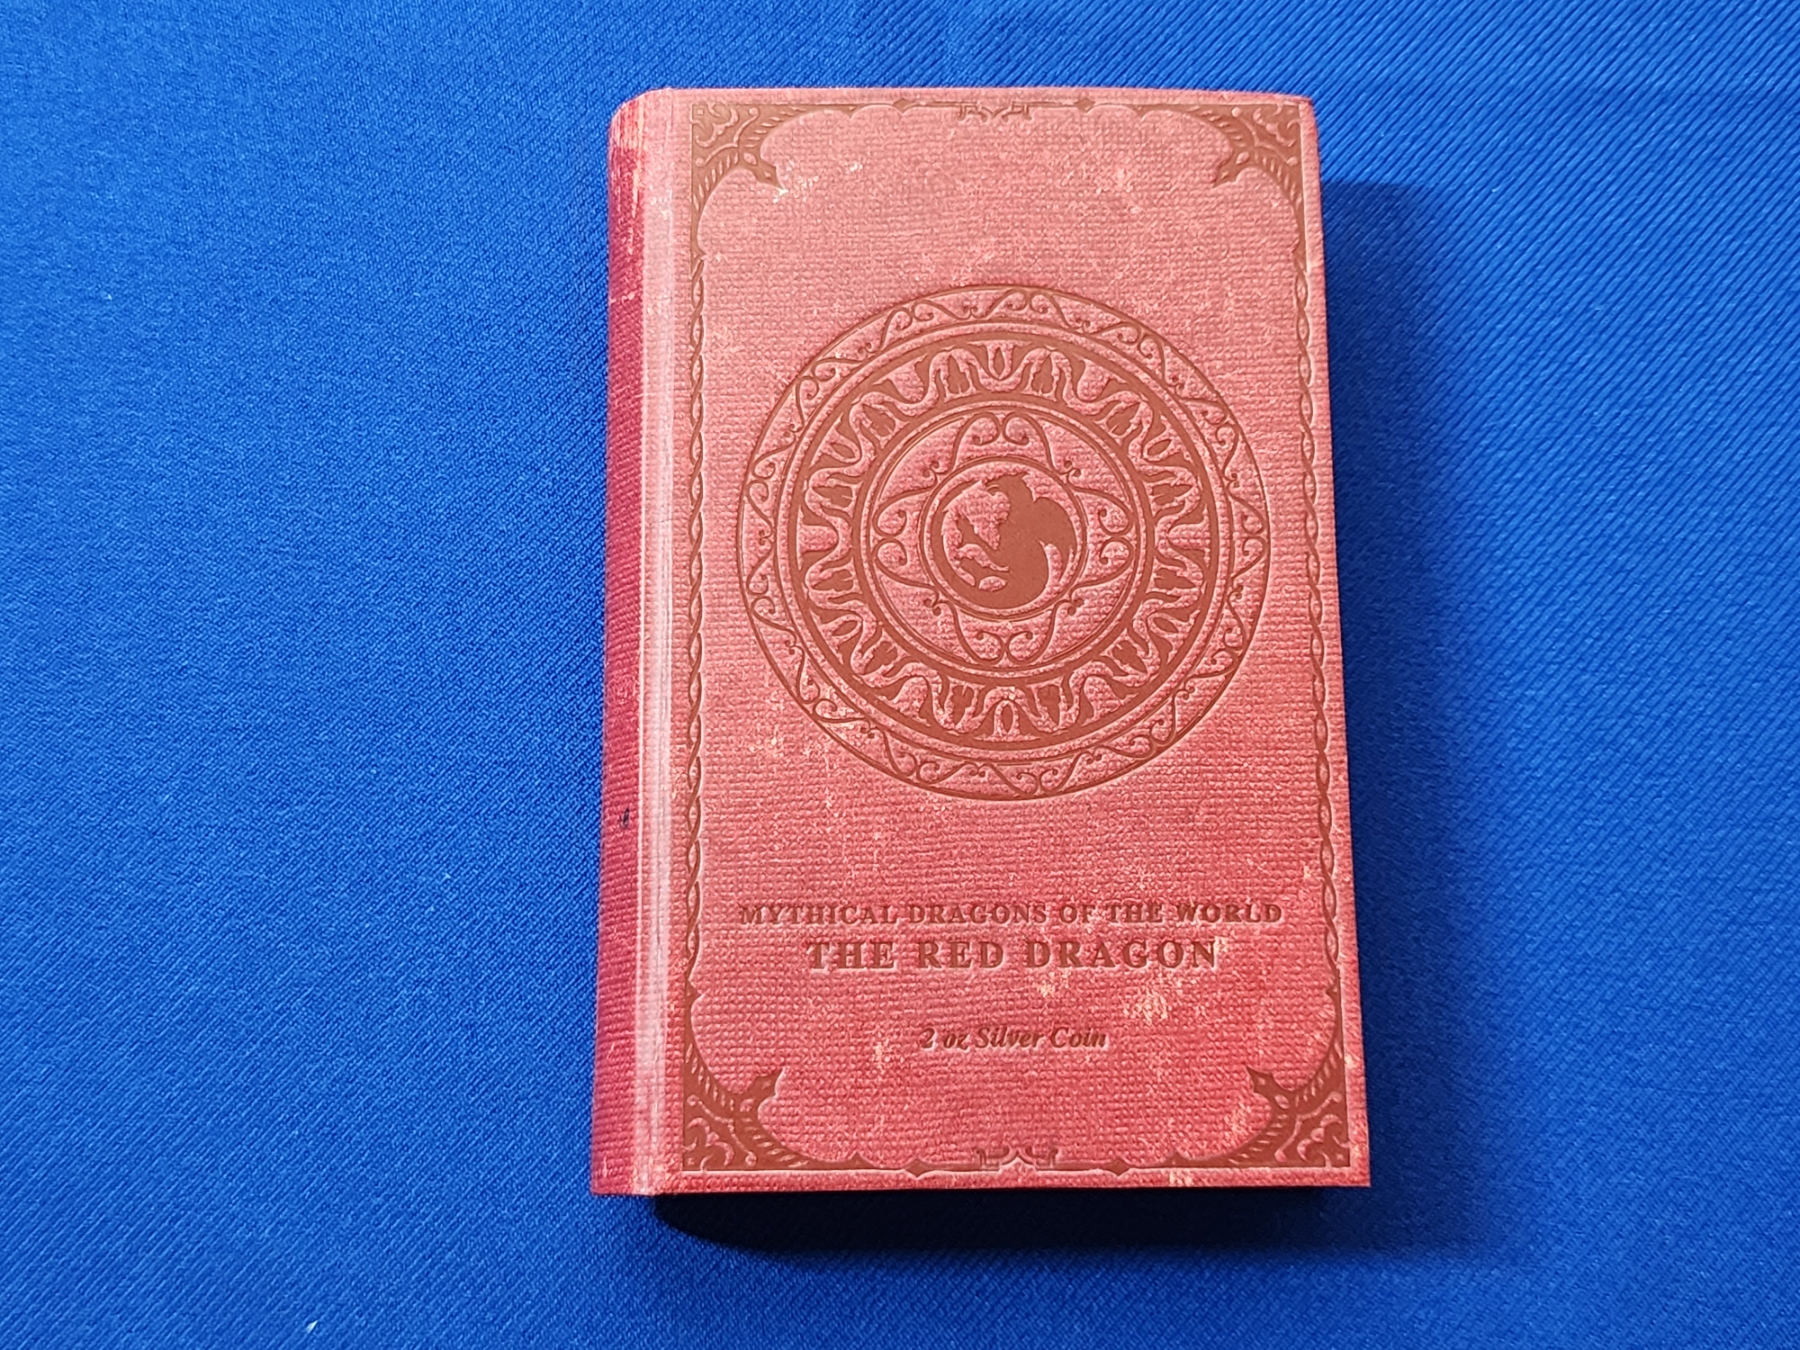 MYTHICAL DRAGONS OF THE WORLD
THE RED DRAGON
2 oz Silver Coin